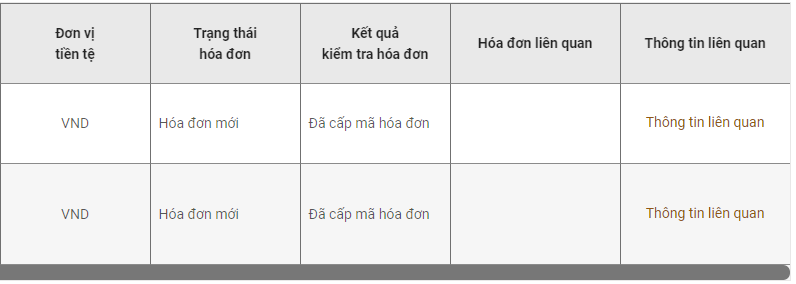 Đơn vị
tiền tệ
Trạng thái
hóa đơn
Kết quả
kiểm tra hóa đơn
Hóa đơn liên quan
Thông tin liên quan
VND
Hóa đơn mới
Đã cấp mã hóa đơn
Thông tin liên quan
VND
Hóa đơn mới
Đã cấp mã hóa đơn
Thông tin liên quan